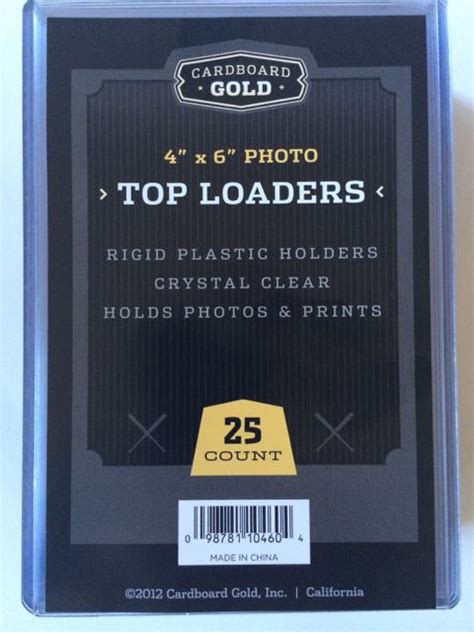 CARDBOARD
GOLD
4” x 6” PHOTO
› TOP LOADERS ‹
RIGID PLASTIC HOLDERS
CRYSTAL CLEAR
HOLDS PHOTOS & PRINTS
25
COUNT
0 98781 10460 4
MADE IN CHINA
©2012 Cardboard Gold, Inc. | California